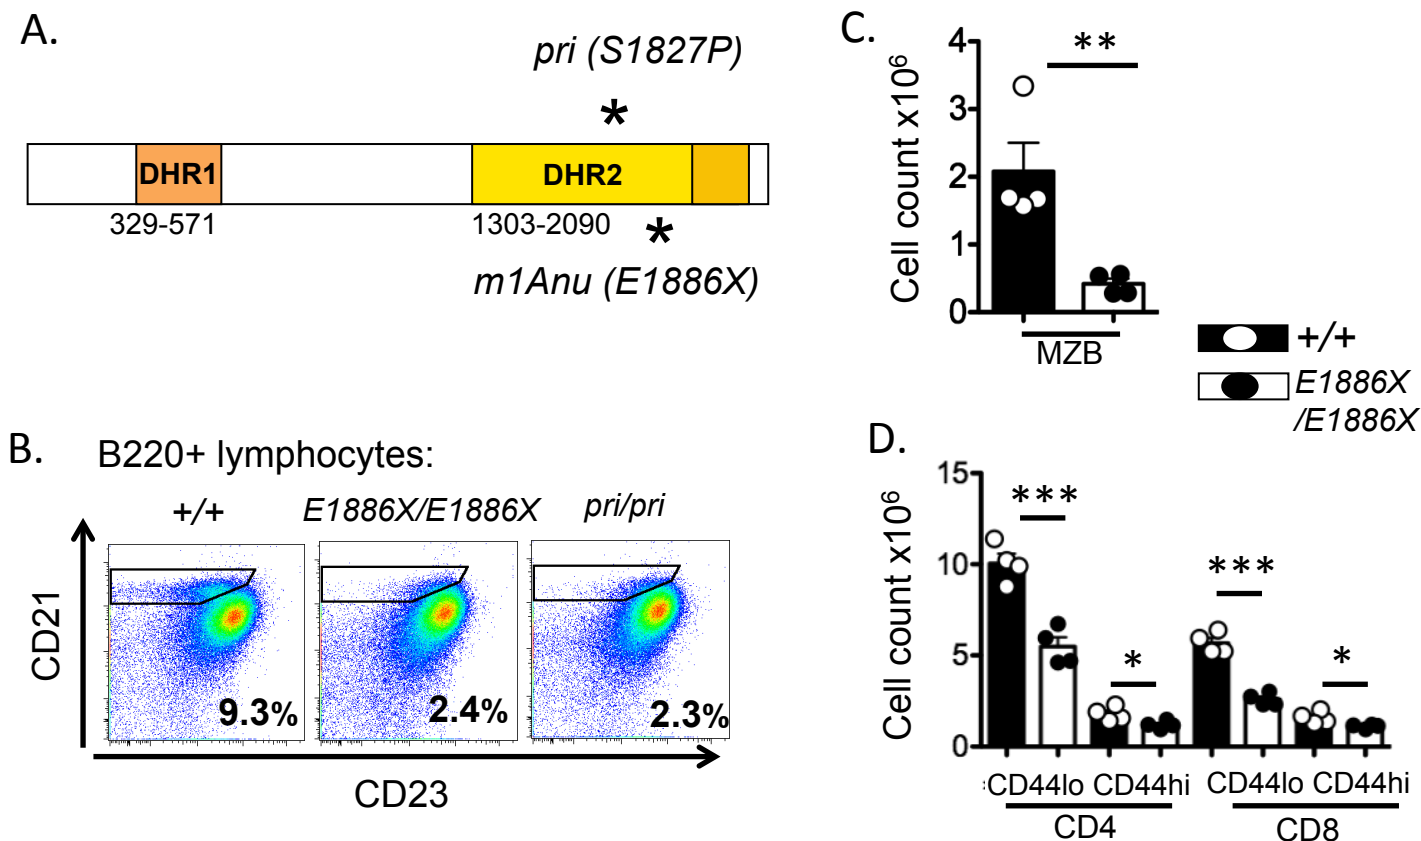 A.
pri (S1827P)
*
DHR1
DHR2
329-571
1303-2090
*
m1Anu (E1886X)
B.
B220+ lymphocytes:
+/+
E1886X/E1886X
pri/pri
CD21
9.3%
2.4%
2.3%
CD23
C.
Cell count x10⁶
4
3
2
1
0
**
MZB
+/+
E1886X
/E1886X
D.
Cell count x10⁶
15
10
5
0
***
*
***
*
CD44lo CD44hi
CD44lo CD44hi
CD4
CD8